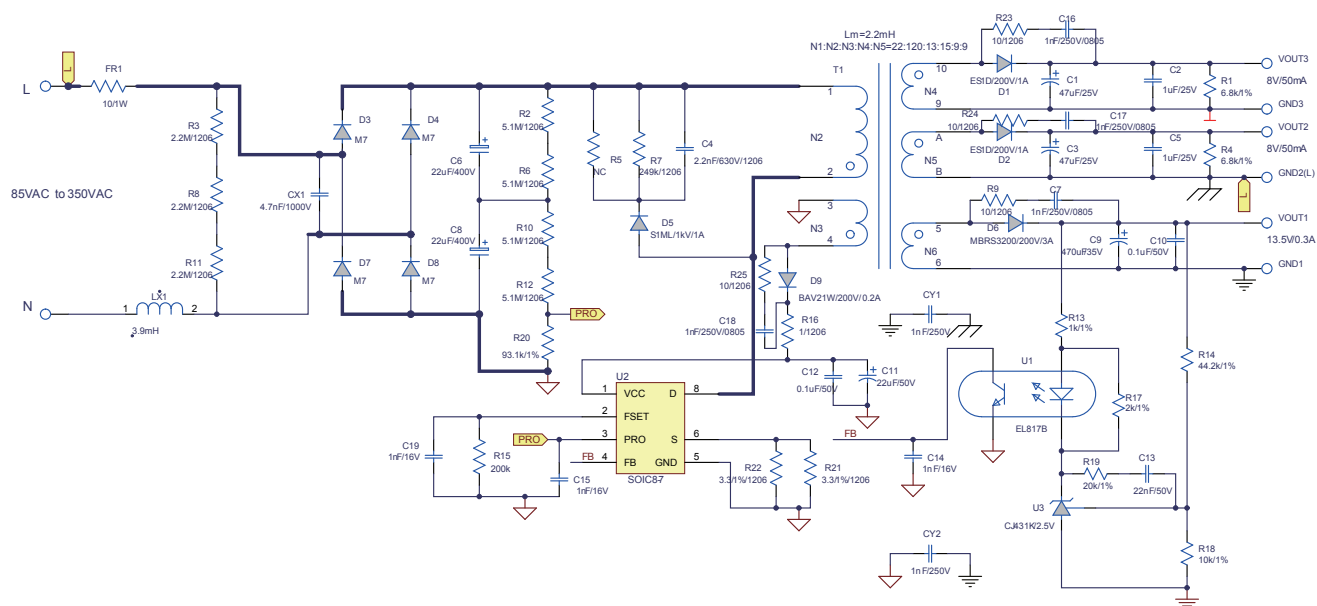 Lm=2.2mH
N1:N2:N3:N4:N5=22:120:13:15:9:9
T1
L
L
FR1
10/1W
R3
2.2M/1206
R8
2.2M/1206
R11
2.2M/1206
85VAC to 350VAC
CX1
4.7nF/1000V
D3
M7
D4
M7
D7
M7
D8
M7
N
1
LX1
2
3.9mH
C6
22uF/400V
C8
22uF/400V
R2
5.1M/1206
R6
5.1M/1206
R10
5.1M/1206
R12
5.1M/1206
PRO
R20
93.1k/1%
R5
NC
R7
249k/1206
C4
2.2nF/630V/1206
D5
S1ML/1kV/1A
1
N2
2
3
N3
4
10
N4
9
A
N5
B
5
N6
6
R23
10/1206
C16
1nF/250V/0805
ES1D/200V/1A
D1
C1
47uF/25V
C2
1uF/25V
R1
6.8k/1%
VOUT3
8V/50mA
GND3
R24
10/1206
C17
1nF/250V/0805
ES1D/200V/1A
D2
C3
47uF/25V
C5
1uF/25V
R4
6.8k/1%
VOUT2
8V/50mA
GND2(L)
L
R9
10/1206
C7
1nF/250V/0805
D6
MBRS3200/200V/3A
C9
470uF35V
C10
0.1uF/50V
VOUT1
13.5V/0.3A
GND1
R25
10/1206
D9
BAV21W/200V/0.2A
C18
1nF/250V/0805
R16
1/1206
C12
0.1uF/50V
C11
22uF/50V
CY1
1nF/250V
R13
1k/1%
U1
EL817B
R17
2k/1%
R14
44.2k/1%
R19
20k/1%
C13
22nF/50V
U3
CJ431K/2.5V
R18
10k/1%
U2
1
VCC
D
8
2
FSET
PRO
3
PRO
S
6
FB
4
FB
GND
5
SOIC8-7
C19
1nF/16V
R15
200k
C15
1nF/16V
R22
3.3/1%/1206
R21
3.3/1%/1206
FB
C14
1nF/16V
CY2
1nF/250V